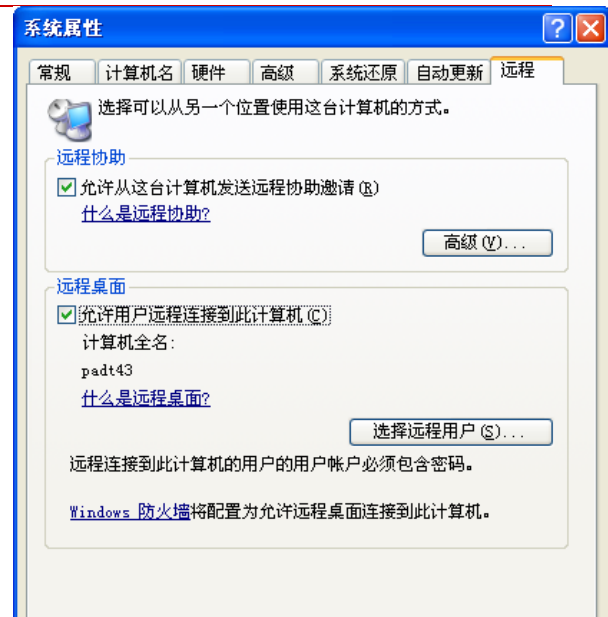 系统属性
常规 计算机名 硬件 高级 系统还原 自动更新 远程
选择可以从另一个位置使用这台计算机的方式。
远程协助
允许从这台计算机发送远程协助邀请(R)
什么是远程协助?
高级(V)...
远程桌面
允许用户远程连接到此计算机(C)
计算机全名:
padt43
什么是远程桌面?
选择远程用户(S)...
远程连接到此计算机的用户的用户帐户必须包含密码。
Windows 防火墙将配置为允许远程桌面连接到此计算机。